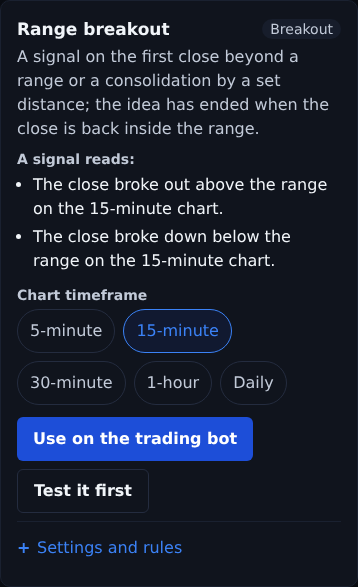 Range breakout
Breakout
A signal on the first close beyond a
range or a consolidation by a set
distance; the idea has ended when the
close is back inside the range.
A signal reads:
• The close broke out above the range
on the 15-minute chart.
• The close broke down below the
range on the 15-minute chart.
Chart timeframe
5-minute
15-minute
30-minute
1-hour
Daily
Use on the trading bot
Test it first
+ Settings and rules